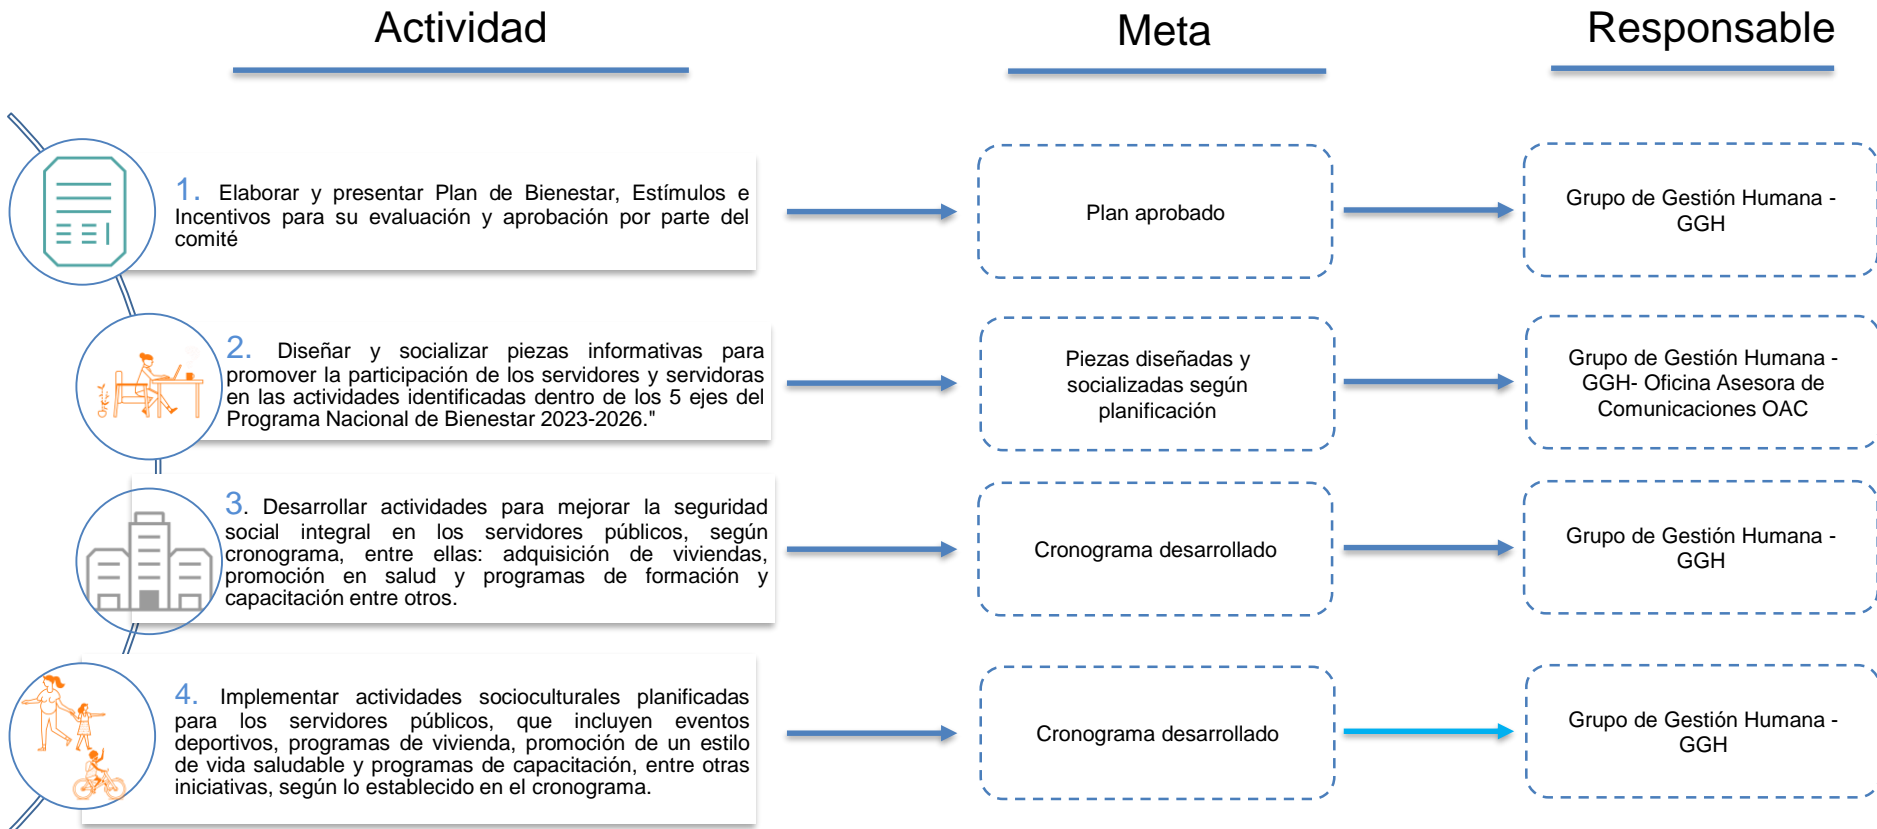 Actividad
Meta
Responsable
1. Elaborar y presentar Plan de Bienestar, Estímulos e
Incentivos para su evaluación y aprobación por parte del
comité
Plan aprobado
Grupo de Gestión Humana -
GGH
2. Diseñar y socializar piezas informativas para
promover la participación de los servidores y servidoras
en las actividades identificadas dentro de los 5 ejes del
Programa Nacional de Bienestar 2023-2026."
Piezas diseñadas y
socializadas según
planificación
Grupo de Gestión Humana -
GGH- Oficina Asesora de
Comunicaciones OAC
3. Desarrollar actividades para mejorar la seguridad
social integral en los servidores públicos, según
cronograma, entre ellas: adquisición de viviendas,
promoción en salud y programas de formación y
capacitación entre otros.
Cronograma desarrollado
Grupo de Gestión Humana -
GGH
4. Implementar actividades socioculturales planificadas
para los servidores públicos, que incluyen eventos
deportivos, programas de vivienda, promoción de un estilo
de vida saludable y programas de capacitación, entre otras
iniciativas, según lo establecido en el cronograma.
Cronograma desarrollado
Grupo de Gestión Humana -
GGH